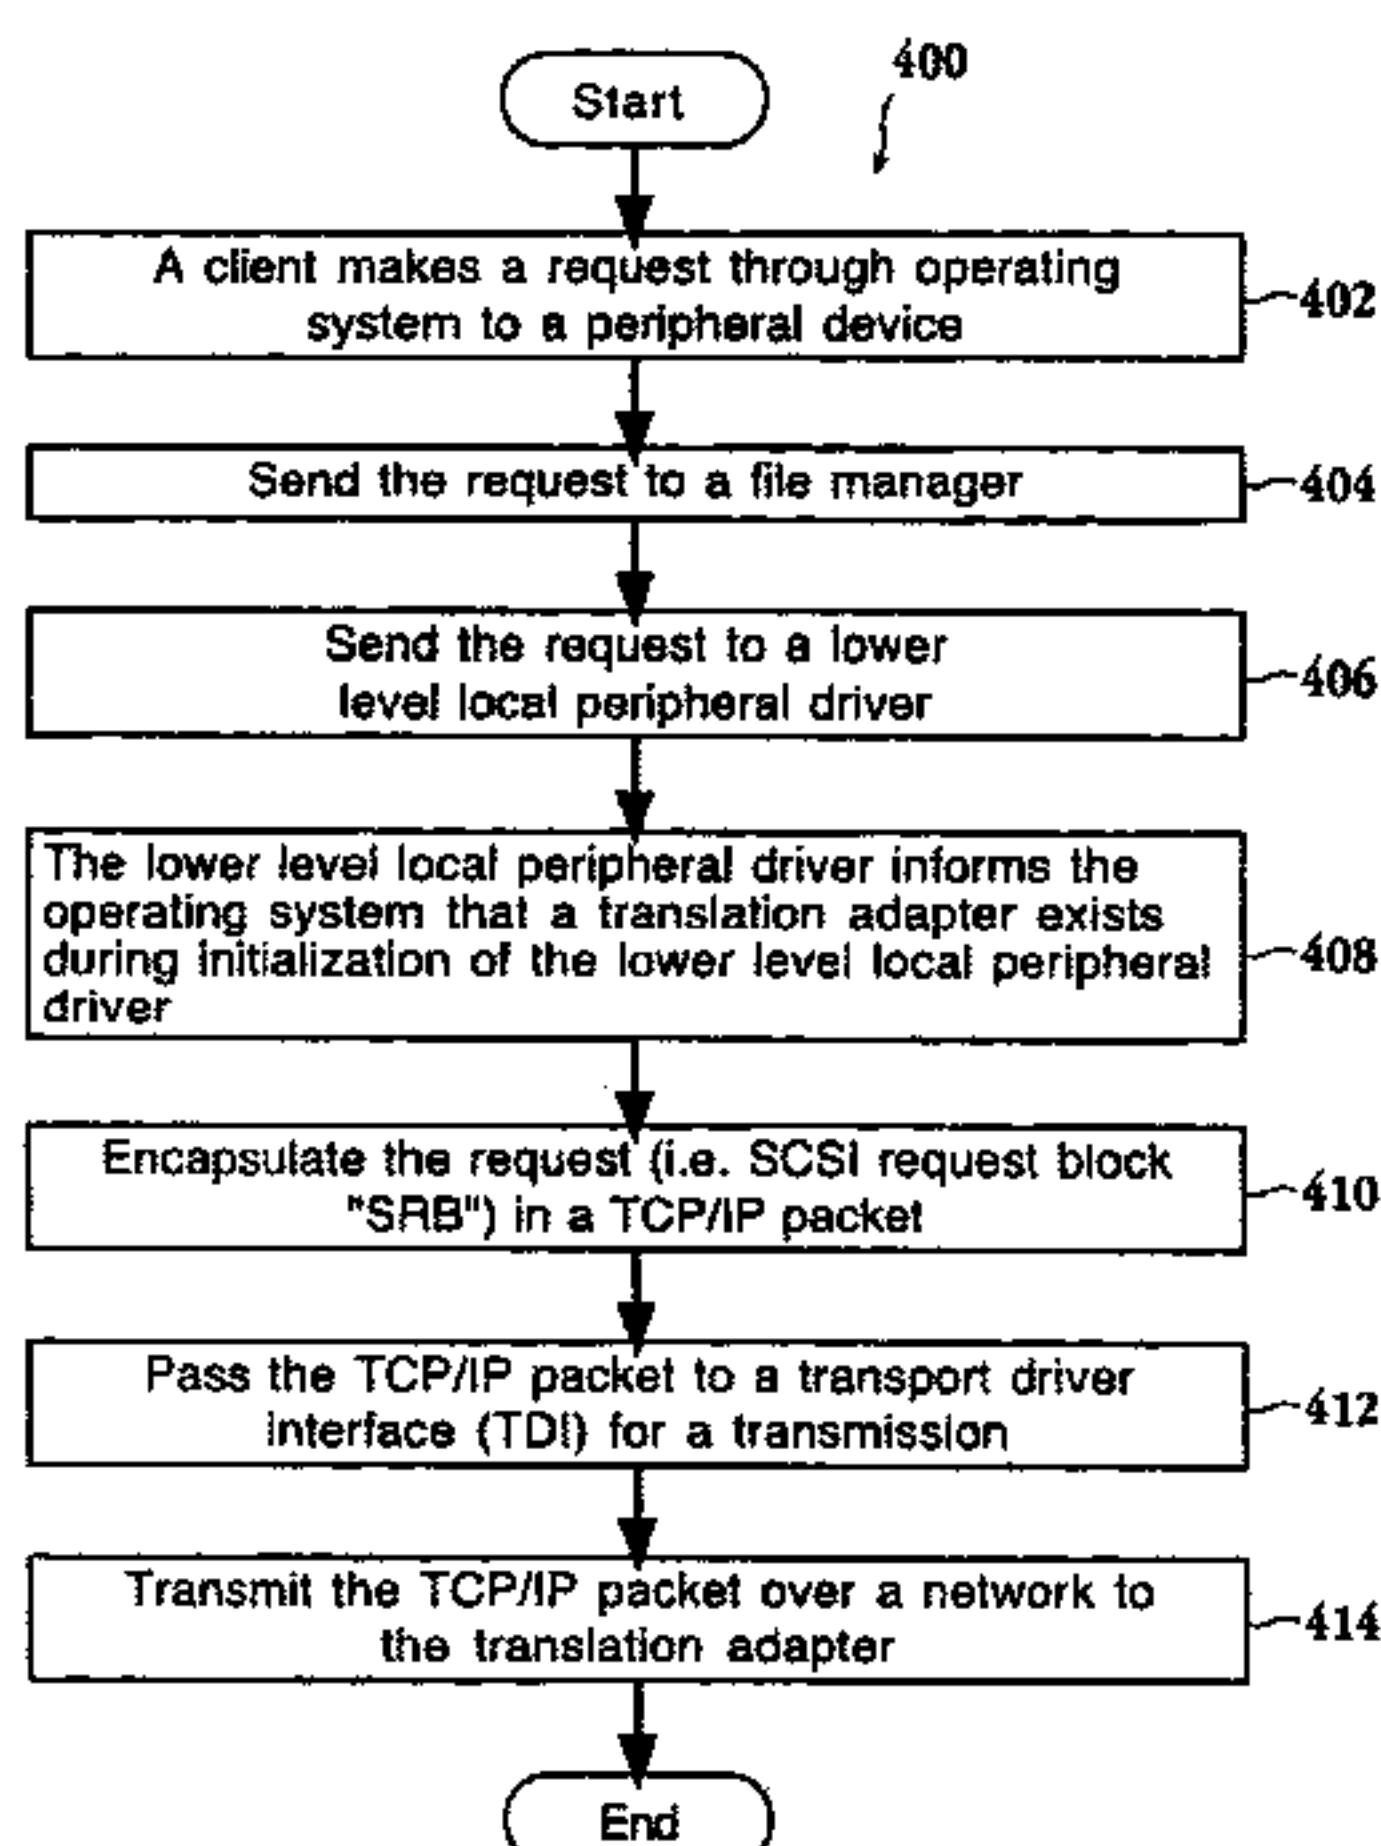 Start
400
A client makes a request through operating
system to a peripheral device
402
Send the request to a file manager
404
Send the request to a lower
level local peripheral driver
406
The lower level local peripheral driver informs the
operating system that a translation adapter exists
during initialization of the lower level local peripheral
driver
408
Encapsulate the request (i.e. SCSI request block
"SRB") in a TCP/IP packet
410
Pass the TCP/IP packet to a transport driver
interface (TDI) for a transmission
412
Transmit the TCP/IP packet over a network to
the translation adapter
414
End